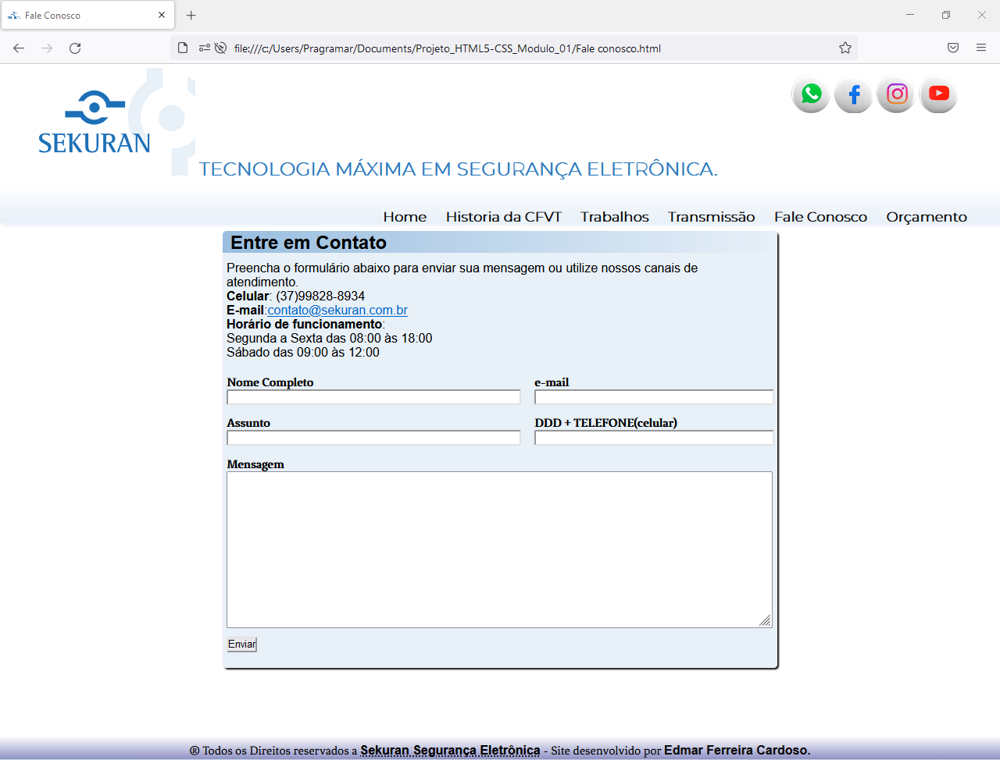 Fale Conosco
file:///c:/Users/Pragramar/Documents/Projeto_HTML5-CSS_Modulo_01/Fale conosco.html
SEKURAN
TECNOLOGIA MÁXIMA EM SEGURANÇA ELETRÔNICA.
Home Historia da CFVT Trabalhos Transmissão Fale Conosco Orçamento
Entre em Contato
Preencha o formulário abaixo para enviar sua mensagem ou utilize nossos canais de
atendimento.
Celular: (37)99828-8934
E-mail:contato@sekuran.com.br
Horário de funcionamento:
Segunda a Sexta das 08:00 às 18:00
Sábado das 09:00 às 12:00
Nome Completo e-mail
Assunto DDD + TELEFONE(celular)
Mensagem
Enviar
® Todos os Direitos reservados a Sekuran Segurança Eletrônica - Site desenvolvido por Edmar Ferreira Cardoso.